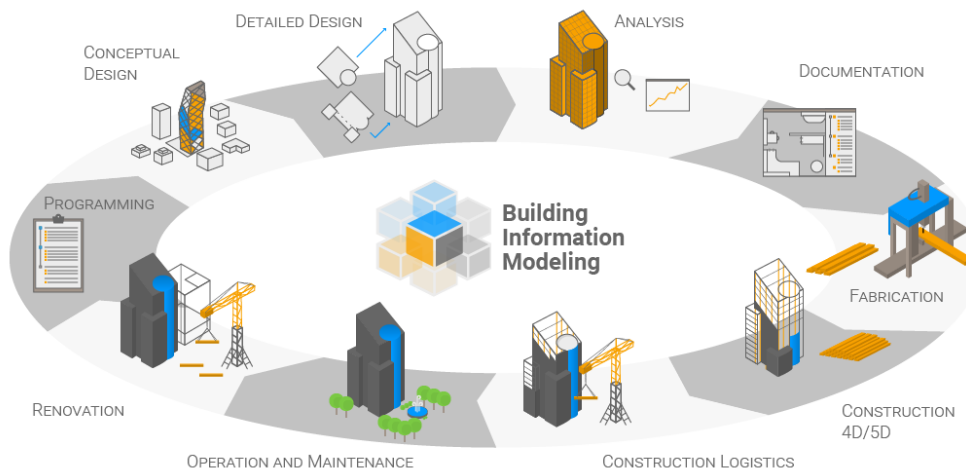 DETAILED DESIGN
ANALYSIS
CONCEPTUAL
DESIGN
DOCUMENTATION
PROGRAMMING
Building
Information
Modeling
FABRICATION
RENOVATION
CONSTRUCTION
4D/5D
OPERATION AND MAINTENANCE
CONSTRUCTION LOGISTICS